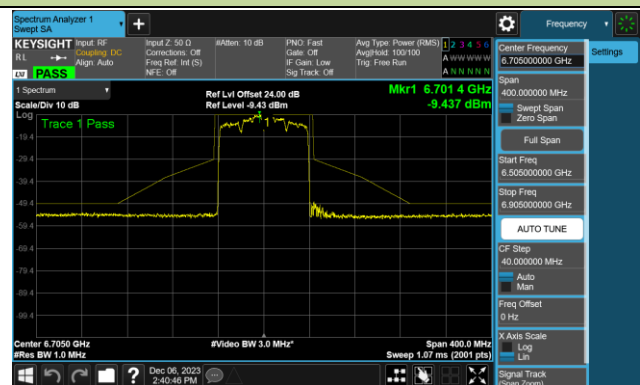 Spectrum Analyzer 1
Swept SA
+
Frequency
KEYSIGHT
RL
LXI PASS
Input: RF
Coupling: DC
Align: Auto
Input Z: 50 Ω
Corrections: Off
Freq Ref: Int (S)
NFE: Off
#Atten: 10 dB
PNO: Fast
Gate: Off
IF Gain: Low
Sig Track: Off
Avg Type: Power (RMS)
Avg|Hold: 100/100
Trig: Free Run
1 2 3 4 5 6
A W W W W W
A N N N N N
Center Frequency
6.705000000 GHz
Settings
Span
400.000000 MHz
Swept Span
Zero Span
Full Span
Start Freq
6.505000000 GHz
Stop Freq
6.905000000 GHz
AUTO TUNE
CF Step
40.000000 MHz
Auto
Man
Freq Offset
0 Hz
X Axis Scale
Log
Lin
Signal Track
(Span Zoom)
1 Spectrum
Scale/Div 10 dB
Log
Ref Lvl Offset 24.00 dB
Ref Level -9.43 dBm
Mkr1 6.701 4 GHz
-9.437 dBm
Trace 1 Pass
1
-19.4
-29.4
-39.4
-49.4
-59.4
-69.4
-79.4
-89.4
-99.4
Center 6.7050 GHz
#Res BW 1.0 MHz
#Video BW 3.0 MHz*
Span 400.0 MHz
Sweep 1.07 ms (2001 pts)
?
Dec 06, 2023
2:40:46 PM